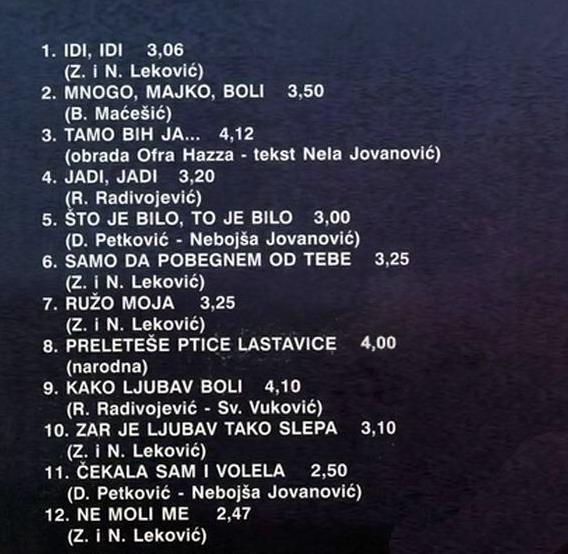 1. IDI, IDI 3,06
(Z. i N. Leković)
2. MNOGO, MAJKO, BOLI 3,50
(B. Maćešić)
3. TAMO BIH JA... 4,12
(obrada Ofra Hazza - tekst Nela Jovanović)
4. JADI, JADI 3,20
(R. Radivojević)
5. ŠTO JE BILO, TO JE BILO 3,00
(D. Petković - Nebojša Jovanović)
6. SAMO DA POBEGNEM OD TEBE 3,25
(Z. i N. Leković)
7. RUŽO MOJA 3,25
(Z. i N. Leković)
8. PRELETEŠE PTICE LASTAVICE 4,00
(narodna)
9. KAKO LJUBAV BOLI 4,10
(R. Radivojević - Sv. Vuković)
10. ZAR JE LJUBAV TAKO SLEPA 3,10
(Z. i N. Leković)
11. ČEKALA SAM I VOLELA 2,50
(D. Petković - Nebojša Jovanović)
12. NE MOLI ME 2,47
(Z. i N. Leković)